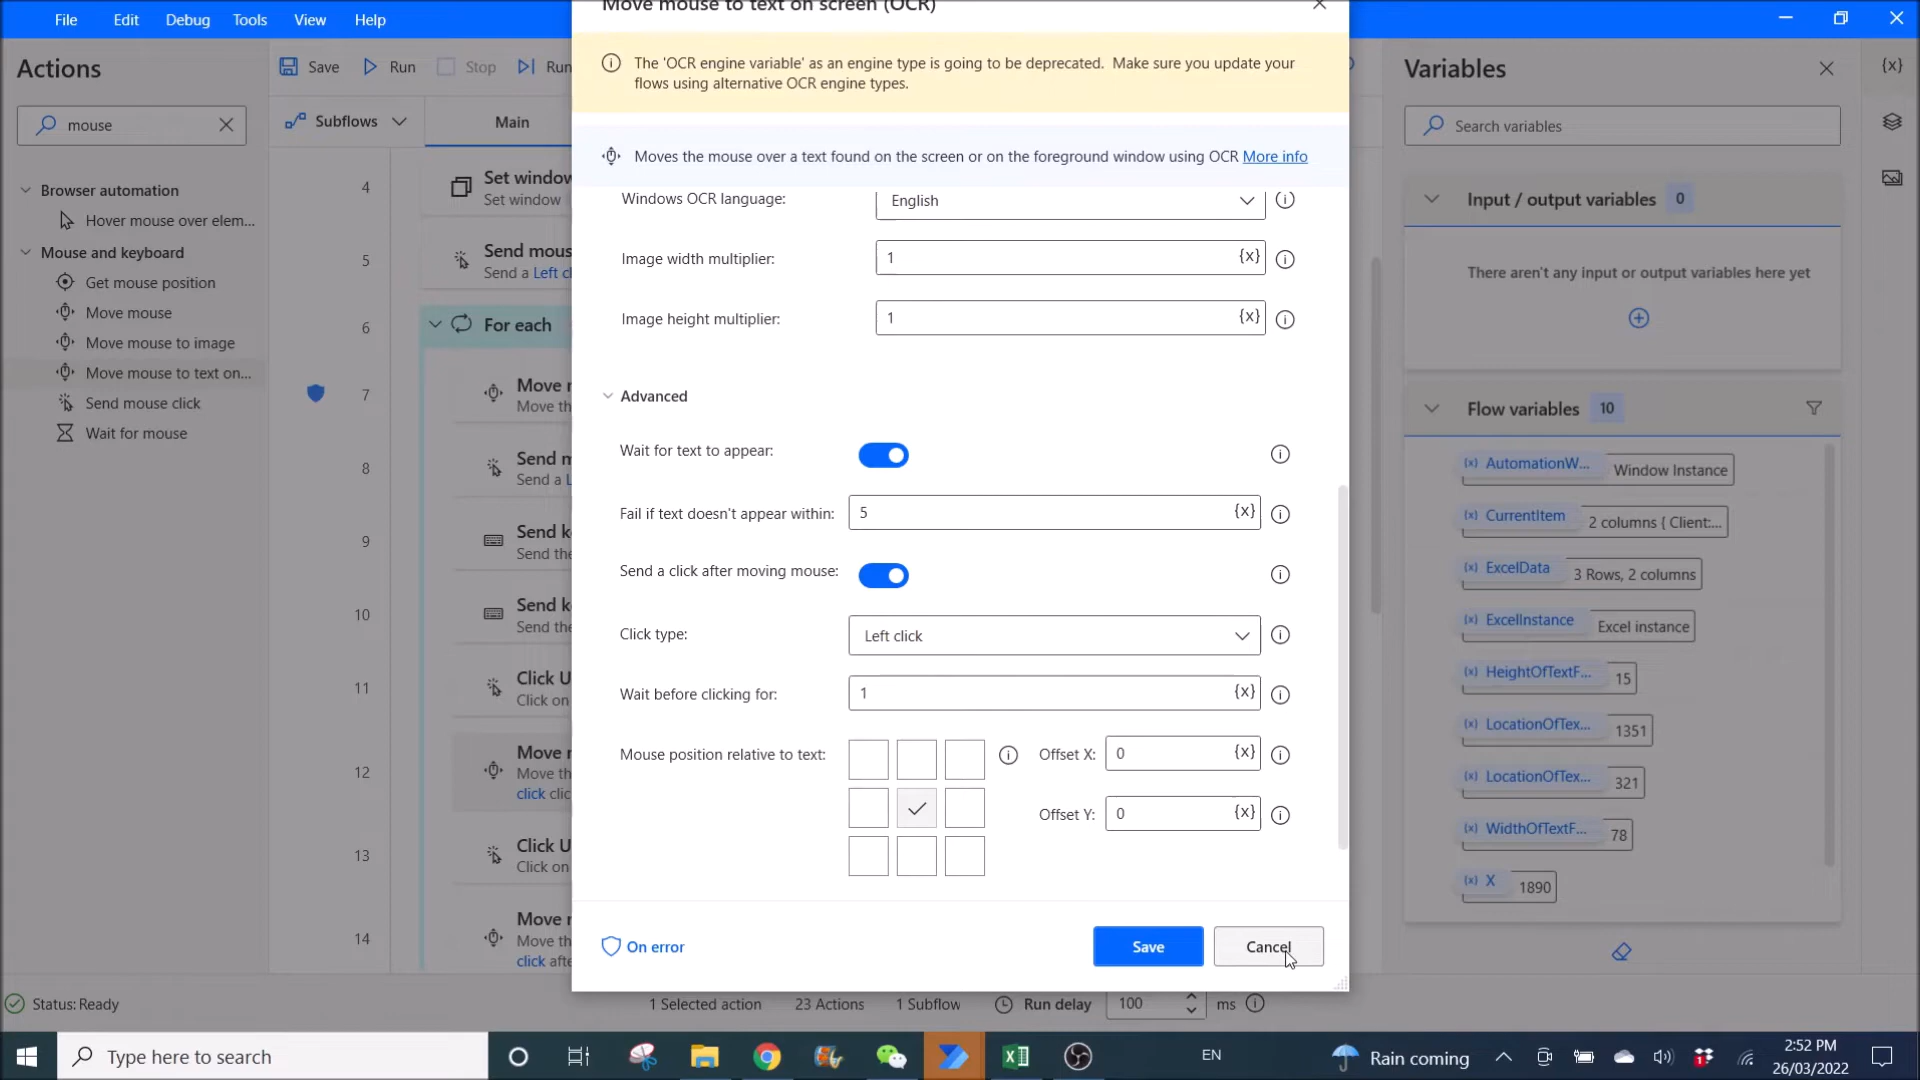 File Edit Debug Tools View Help
Move mouse to text on screen (OCR)
Actions
Save Run Stop Run
Variables
{x}
The 'OCR engine variable' as an engine type is going to be deprecated. Make sure you update your
flows using alternative OCR engine types.
mouse
Subflows
Main
Search variables
Moves the mouse over a text found on the screen or on the foreground window using OCR More info
Browser automation
Hover mouse over elem...
Mouse and keyboard
Get mouse position
Move mouse
Move mouse to image
Move mouse to text on...
Send mouse click
Wait for mouse
4
Set window
Set window
5
Send mous
Send a Left cl
6
For each
7
Move r
Move th
8
Send m
Send a L
9
Send k
Send the
10
Send k
Send the
11
Click U
Click on
12
Move r
Move th
click clic
13
Click U
Click on
14
Move r
Move th
click afte
Windows OCR language: English
Image width multiplier: 1 {x}
Image height multiplier: 1 {x}
Advanced
Wait for text to appear:
Fail if text doesn't appear within: 5 {x}
Send a click after moving mouse:
Click type: Left click
Wait before clicking for: 1 {x}
Mouse position relative to text:
Offset X: 0 {x}
Offset Y: 0 {x}
On error
Save Cancel
Input / output variables 0
There aren't any input or output variables here yet
Flow variables 10
(x) AutomationW... Window Instance
(x) CurrentItem 2 columns { Client:...
(x) ExcelData 3 Rows, 2 columns
(x) ExcelInstance Excel instance
(x) HeightOfTextF... 15
(x) LocationOfTex... 1351
(x) LocationOfTex... 321
(x) WidthOfTextF... 78
(x) X 1890
Status: Ready 1 Selected action 23 Actions 1 Subflow Run delay 100 ms
Type here to search
EN
Rain coming
1
2:52 PM
26/03/2022